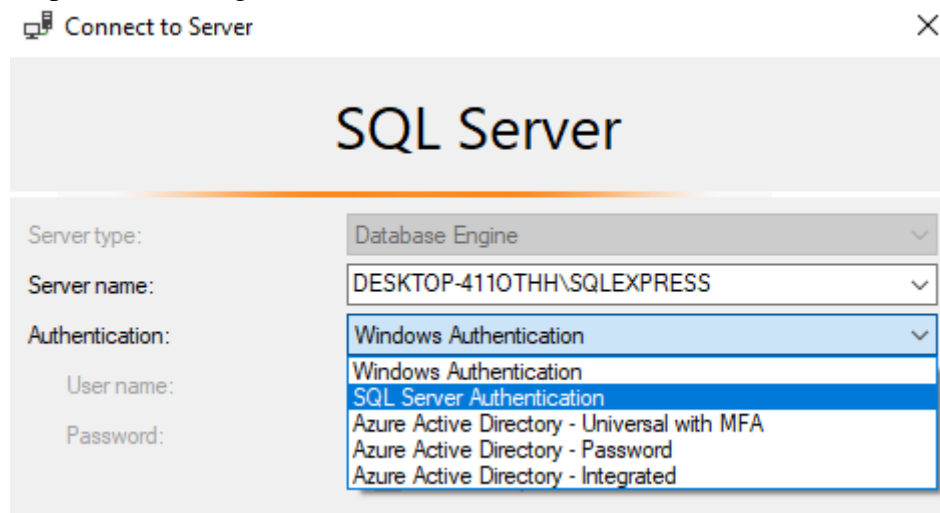 Connect to Server
SQL Server
Server type: Database Engine
Server name: DESKTOP-411OTHH\SQLEXPRESS
Authentication: Windows Authentication
Windows Authentication
User name:
SQL Server Authentication
Azure Active Directory - Universal with MFA
Password:
Azure Active Directory - Password
Azure Active Directory - Integrated